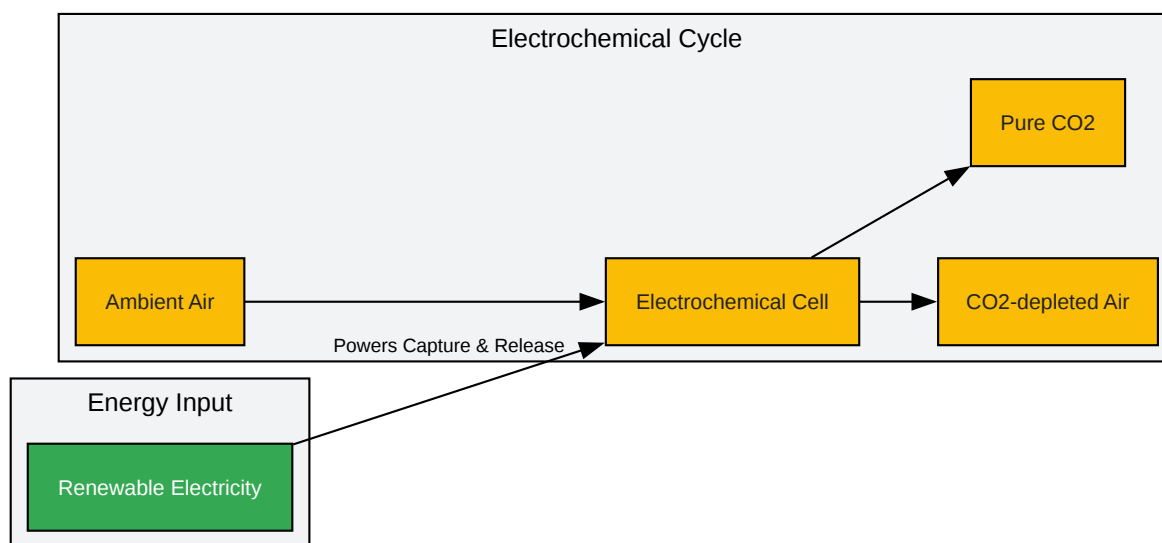 Electrochemical Cycle
Pure CO2
Ambient Air
Electrochemical Cell
CO2-depleted Air
Powers Capture & Release
Energy Input
Renewable Electricity